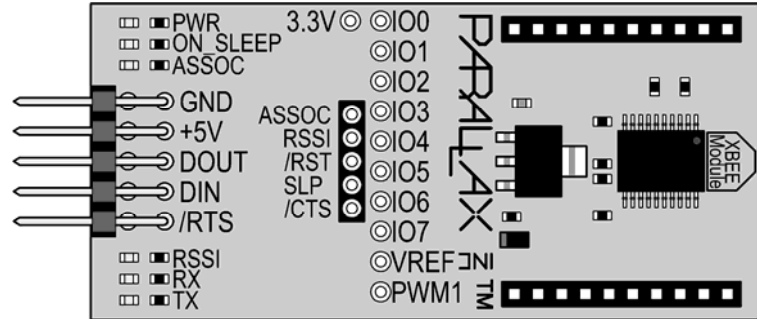 PWR
ON_SLEEP
ASSOC
GND
+5V
DOUT
DIN
/RTS
RSSI
RX
TX
3.3V
ASSOC
RSSI
/RST
SLP
/CTS
IO0
IO1
IO2
IO3
IO4
IO5
IO6
IO7
VREF
PWM1
PARALLAX
INC
TM
XBEE
Module